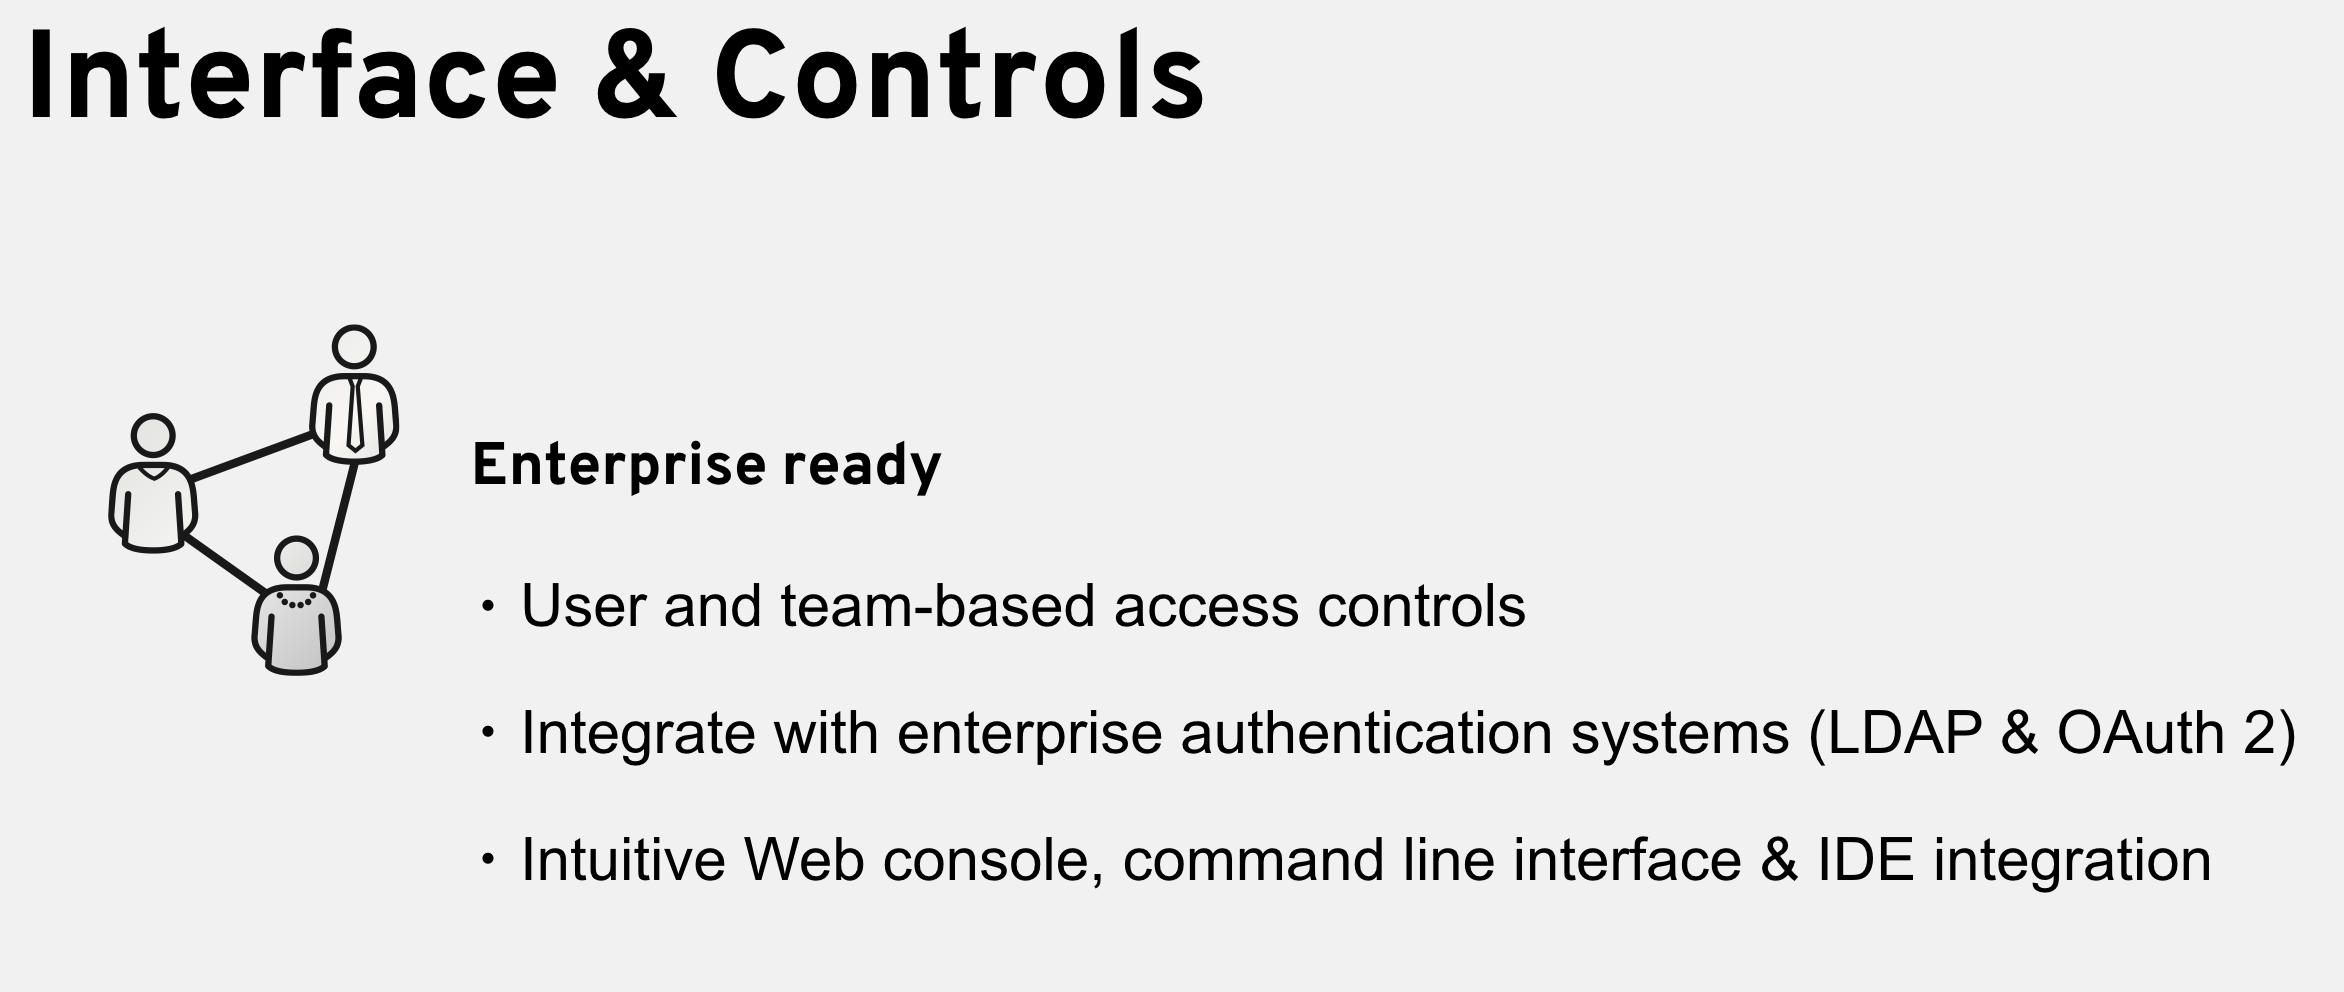 Interface & Controls
Enterprise ready
• User and team-based access controls
• Integrate with enterprise authentication systems (LDAP & OAuth 2)
• Intuitive Web console, command line interface & IDE integration